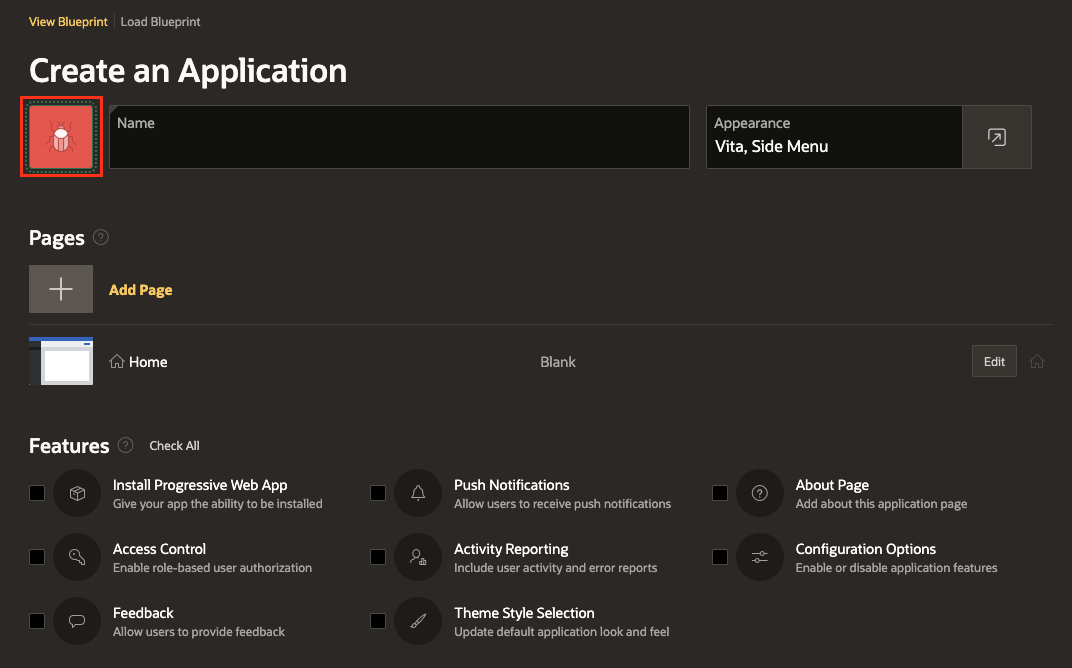 View Blueprint
Load Blueprint
Create an Application
Name
Appearance
Vita, Side Menu
Pages ?
Add Page
Home
Blank
Edit
Features ?
Check All
Install Progressive Web App
Give your app the ability to be installed
Push Notifications
Allow users to receive push notifications
? About Page
Add about this application page
Access Control
Enable role-based user authorization
Activity Reporting
Include user activity and error reports
Configuration Options
Enable or disable application features
Feedback
Allow users to provide feedback
Theme Style Selection
Update default application look and feel